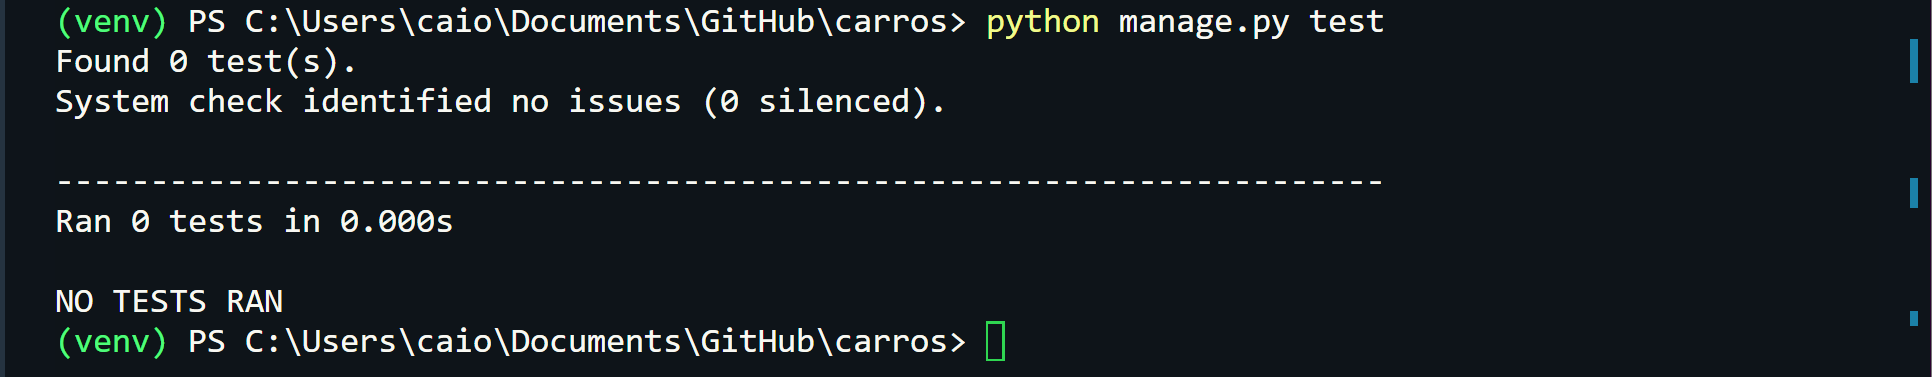 (venv) PS C:\Users\caio\Documents\GitHub\carros> python manage.py test
Found 0 test(s).
System check identified no issues (0 silenced).
----------------------------------------------------------------------
Ran 0 tests in 0.000s
NO TESTS RAN
(venv) PS C:\Users\caio\Documents\GitHub\carros>